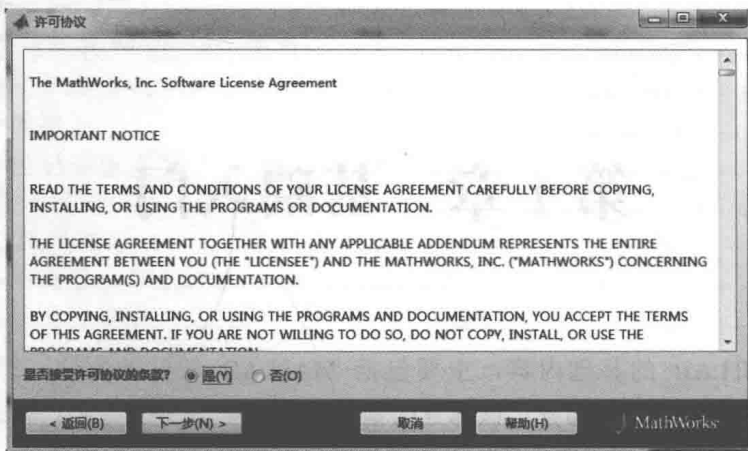 许可协议
The MathWorks, Inc. Software License Agreement
IMPORTANT NOTICE
READ THE TERMS AND CONDITIONS OF YOUR LICENSE AGREEMENT CAREFULLY BEFORE COPYING,
INSTALLING, OR USING THE PROGRAMS OR DOCUMENTATION.
THE LICENSE AGREEMENT TOGETHER WITH ANY APPLICABLE ADDENDUM REPRESENTS THE ENTIRE
AGREEMENT BETWEEN YOU (THE "LICENSEE") AND THE MATHWORKS, INC. ("MATHWORKS") CONCERNING
THE PROGRAM(S) AND DOCUMENTATION.
BY COPYING, INSTALLING, OR USING THE PROGRAMS AND DOCUMENTATION, YOU ACCEPT THE TERMS
OF THIS AGREEMENT. IF YOU ARE NOT WILLING TO DO SO, DO NOT COPY, INSTALL, OR USE THE
PROGRAMS AND DOCUMENTATION.
是否接受许可协议的条款? 是(Y) 否(O)
< 返回(B) 下一步(N) > 取消 帮助(H) MathWorks